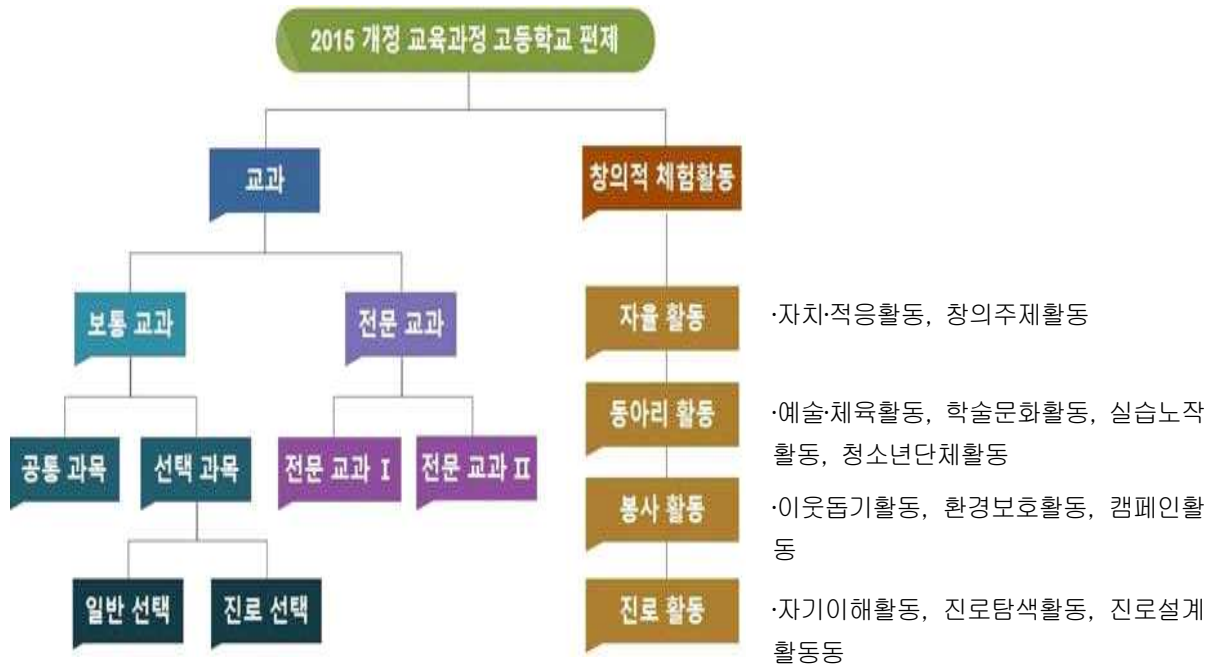 2015 개정 교육과정 고등학교 편제
교과
창의적 체험활동
보통 교과
전문 교과
자율 활동
·자치·적응활동, 창의주제활동
동아리 활동
·예술·체육활동, 학술문화활동, 실습노작
활동, 청소년단체활동
공통 과목
선택 과목
전문 교과 Ⅰ
전문 교과 Ⅱ
봉사 활동
·이웃돕기활동, 환경보호활동, 캠페인활
동
일반 선택
진로 선택
진로 활동
·자기이해활동, 진로탐색활동, 진로설계
활동동